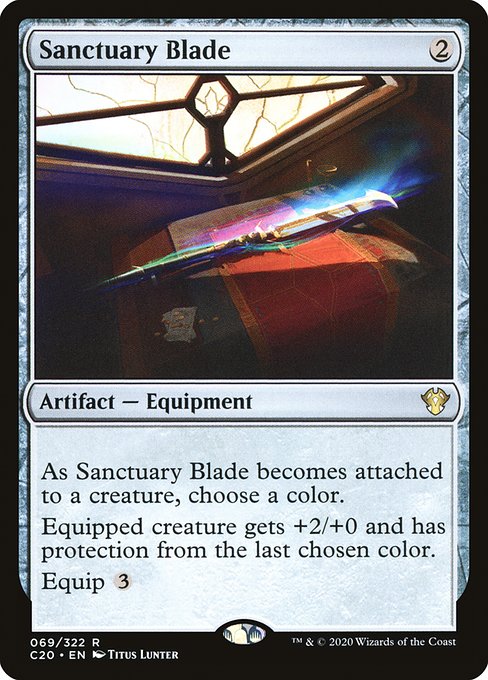 Sanctuary Blade 2
Artifact — Equipment
As Sanctuary Blade becomes attached
to a creature, choose a color.
Equipped creature gets +2/+0 and has
protection from the last chosen color.
Equip 3
069/322 R
C20 • EN Titus Lunter
™ & © 2020 Wizards of the Coast